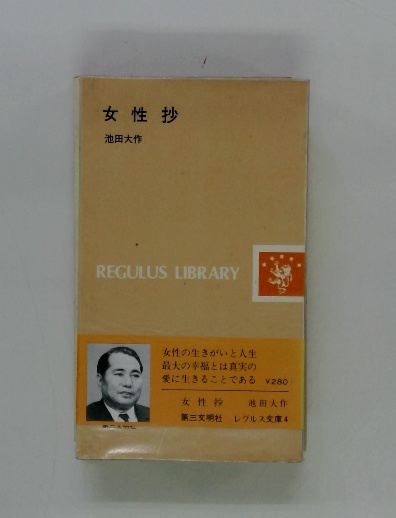 女性抄
池田大作
REGULUS LIBRARY
女性の生きがいと人生
最大の幸福とは真実の
愛に生きることである ¥280
女性抄 池田大作
第三文明社 レグルス文庫4